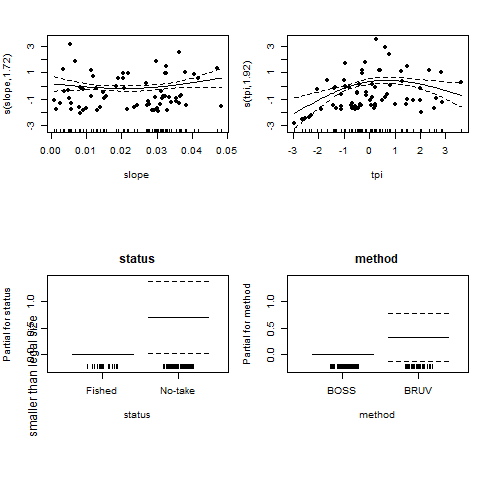 s(slope,1.72)
3
1
-1
-3
0.00 0.01 0.02 0.03 0.04 0.05
slope
s(tpi,1.92)
3
1
-1
-3
-3 -2 -1 0 1 2 3
tpi
status
Partial for status
smaller than legal size
1.0
0.5
0.0
Fished No-take
status
method
Partial for method
1.0
0.5
0.0
BOSS BRUV
method